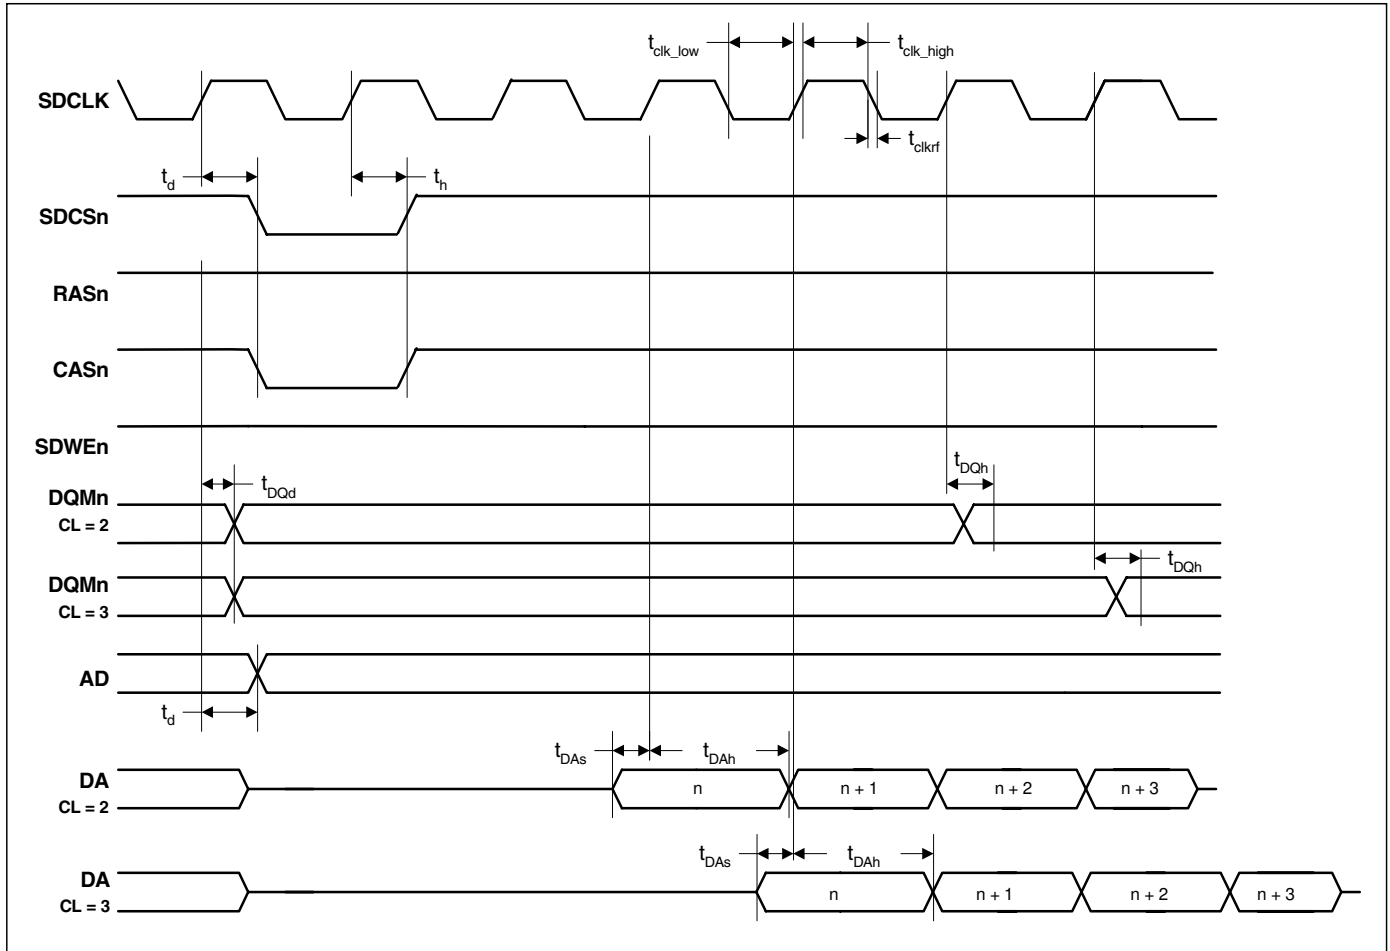 t_clk_low
t_clk_high
SDCLK
t_clkrf
t_d
t_h
SDCSn
RASn
CASn
SDWEn
t_DQd
t_DQh
DQMn
CL = 2
t_DQh
DQMn
CL = 3
AD
t_d
t_DAs
t_DAh
DA
CL = 2
n
n + 1
n + 2
n + 3
t_DAs
t_DAh
DA
CL = 3
n
n + 1
n + 2
n + 3